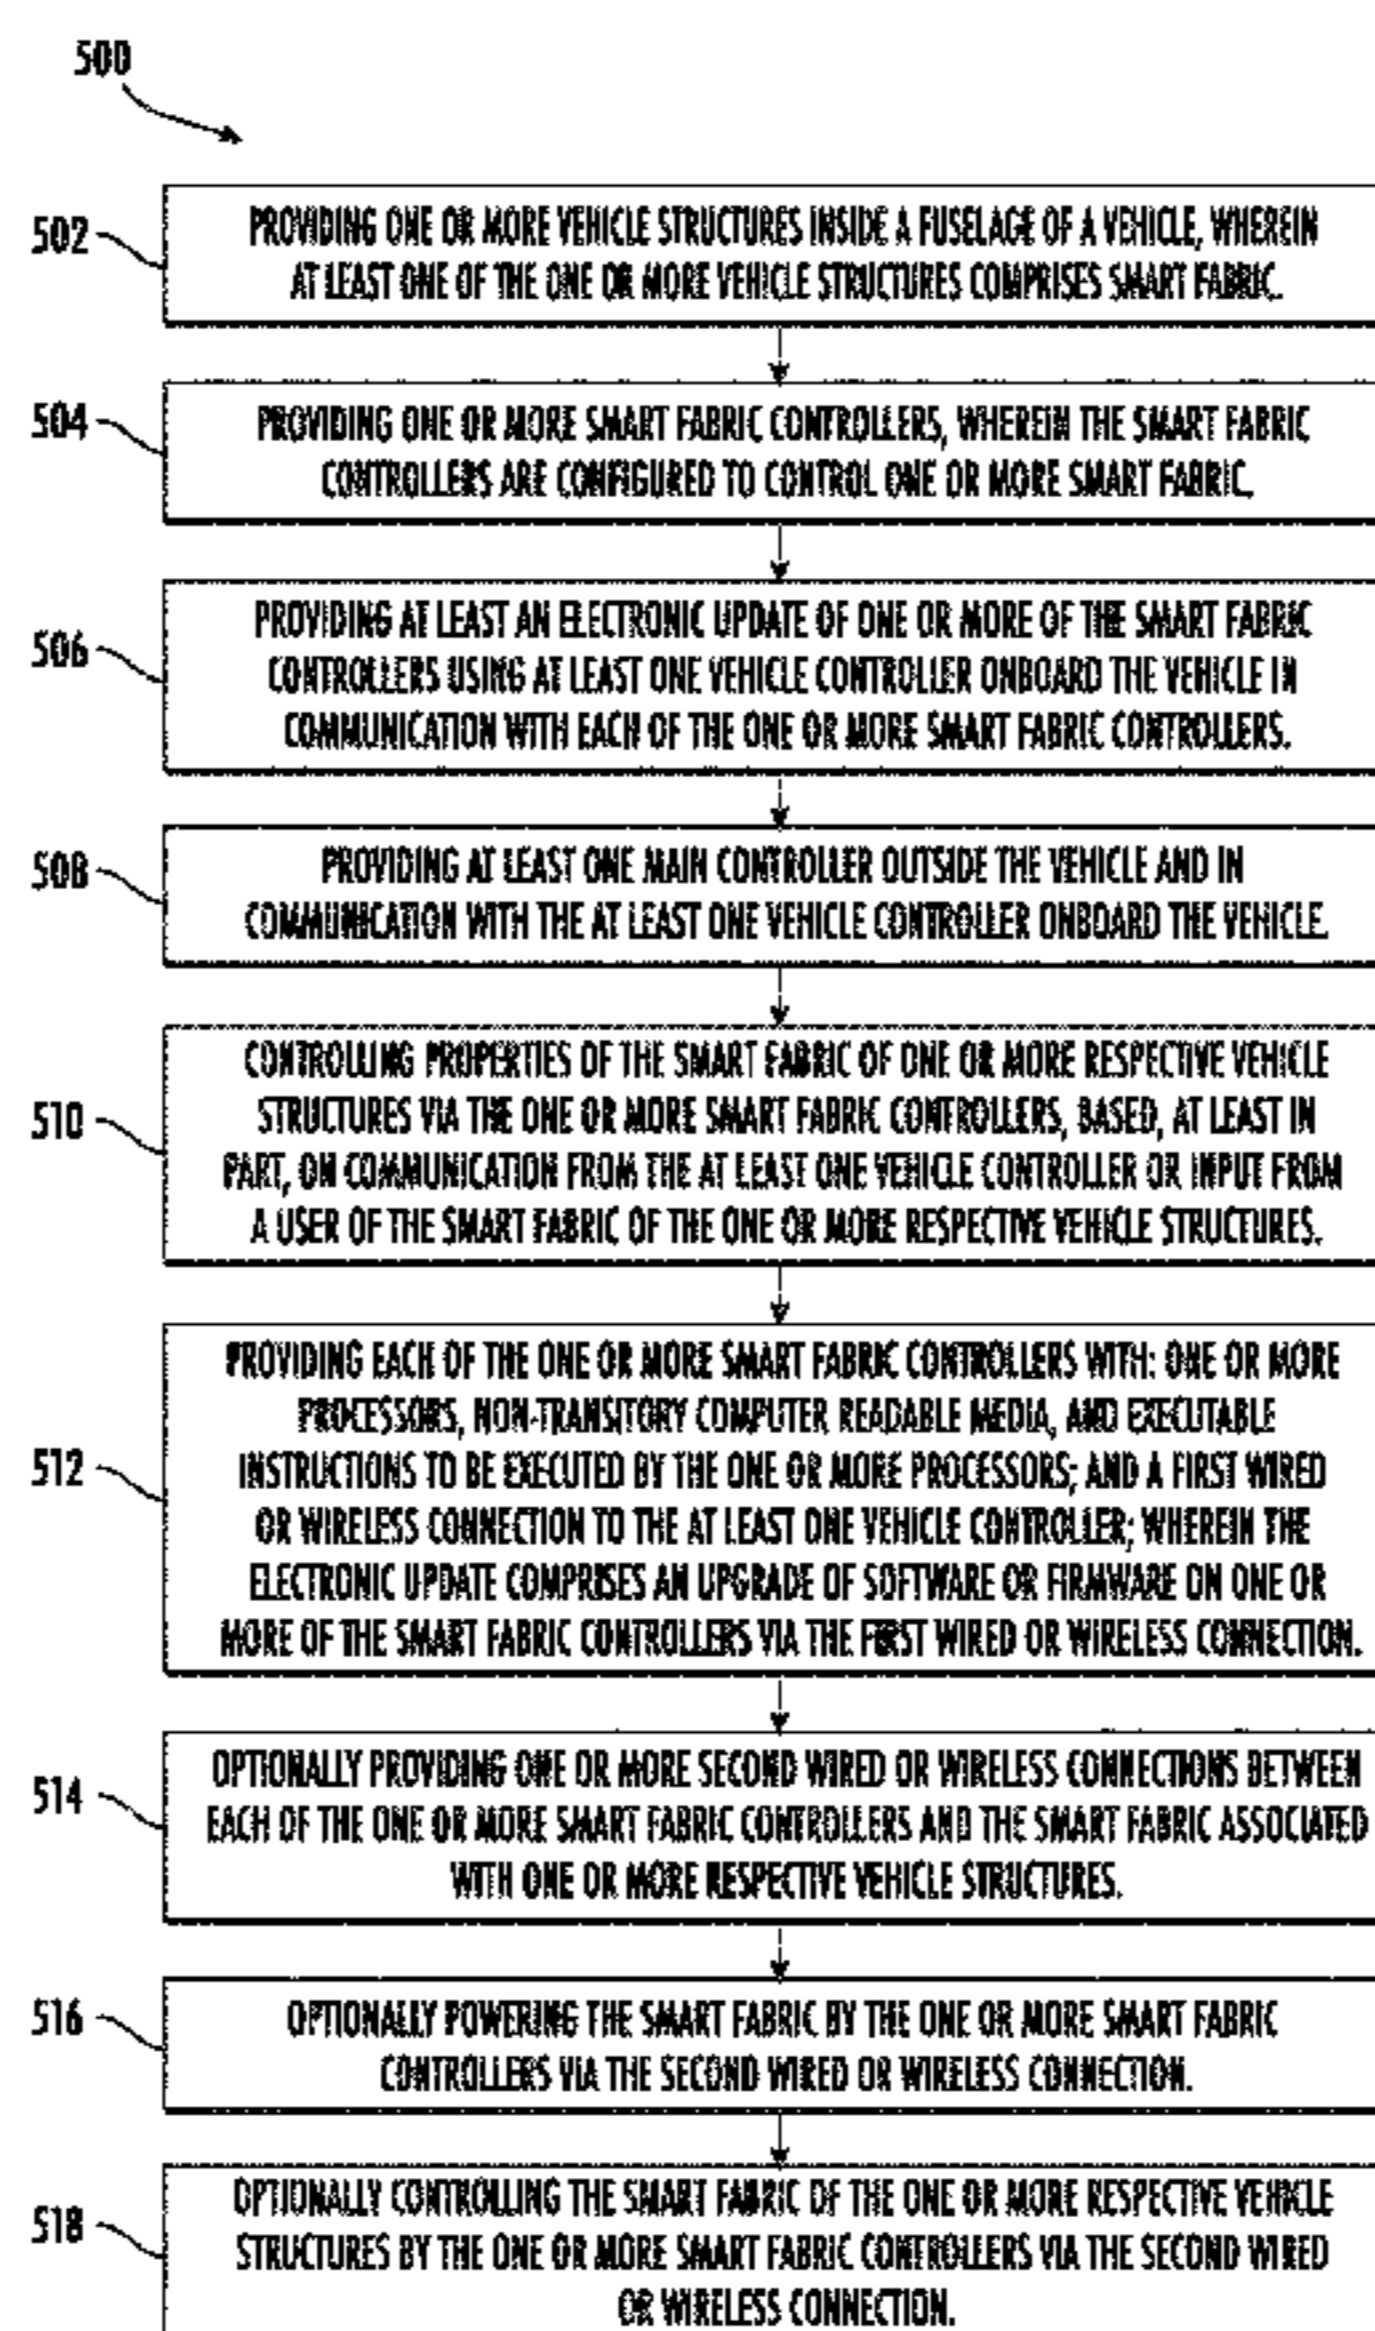 500
502
PROVIDING ONE OR MORE VEHICLE STRUCTURES INSIDE A FUSELAGE OF A VEHICLE, WHEREIN
AT LEAST ONE OF THE ONE OR MORE VEHICLE STRUCTURES COMPRISES SMART FABRIC.
504
PROVIDING ONE OR MORE SMART FABRIC CONTROLLERS, WHEREIN THE SMART FABRIC
CONTROLLERS ARE CONFIGURED TO CONTROL ONE OR MORE SMART FABRIC.
506
PROVIDING AT LEAST AN ELECTRONIC UPDATE OF ONE OR MORE OF THE SMART FABRIC
CONTROLLERS USING AT LEAST ONE VEHICLE CONTROLLER ONBOARD THE VEHICLE IN
COMMUNICATION WITH EACH OF THE ONE OR MORE SMART FABRIC CONTROLLERS.
508
PROVIDING AT LEAST ONE MAIN CONTROLLER OUTSIDE THE VEHICLE AND IN
COMMUNICATION WITH THE AT LEAST ONE VEHICLE CONTROLLER ONBOARD THE VEHICLE.
510
CONTROLLING PROPERTIES OF THE SMART FABRIC OF ONE OR MORE RESPECTIVE VEHICLE
STRUCTURES VIA THE ONE OR MORE SMART FABRIC CONTROLLERS, BASED, AT LEAST IN
PART, ON COMMUNICATION FROM THE AT LEAST ONE VEHICLE CONTROLLER OR INPUT FROM
A USER OF THE SMART FABRIC OF THE ONE OR MORE RESPECTIVE VEHICLE STRUCTURES.
512
PROVIDING EACH OF THE ONE OR MORE SMART FABRIC CONTROLLERS WITH: ONE OR MORE
PROCESSORS, NON-TRANSITORY COMPUTER READABLE MEDIA, AND EXECUTABLE
INSTRUCTIONS TO BE EXECUTED BY THE ONE OR MORE PROCESSORS; AND A FIRST WIRED
OR WIRELESS CONNECTION TO THE AT LEAST ONE VEHICLE CONTROLLER; WHEREIN THE
ELECTRONIC UPDATE COMPRISES AN UPGRADE OF SOFTWARE OR FIRMWARE ON ONE OR
MORE OF THE SMART FABRIC CONTROLLERS VIA THE FIRST WIRED OR WIRELESS CONNECTION.
514
OPTIONALLY PROVIDING ONE OR MORE SECOND WIRED OR WIRELESS CONNECTIONS BETWEEN
EACH OF THE ONE OR MORE SMART FABRIC CONTROLLERS AND THE SMART FABRIC ASSOCIATED
WITH ONE OR MORE RESPECTIVE VEHICLE STRUCTURES.
516
OPTIONALLY POWERING THE SMART FABRIC BY THE ONE OR MORE SMART FABRIC
CONTROLLERS VIA THE SECOND WIRED OR WIRELESS CONNECTION.
518
OPTIONALLY CONTROLLING THE SMART FABRIC OF THE ONE OR MORE RESPECTIVE VEHICLE
STRUCTURES BY THE ONE OR MORE SMART FABRIC CONTROLLERS VIA THE SECOND WIRED
OR WIRELESS CONNECTION.